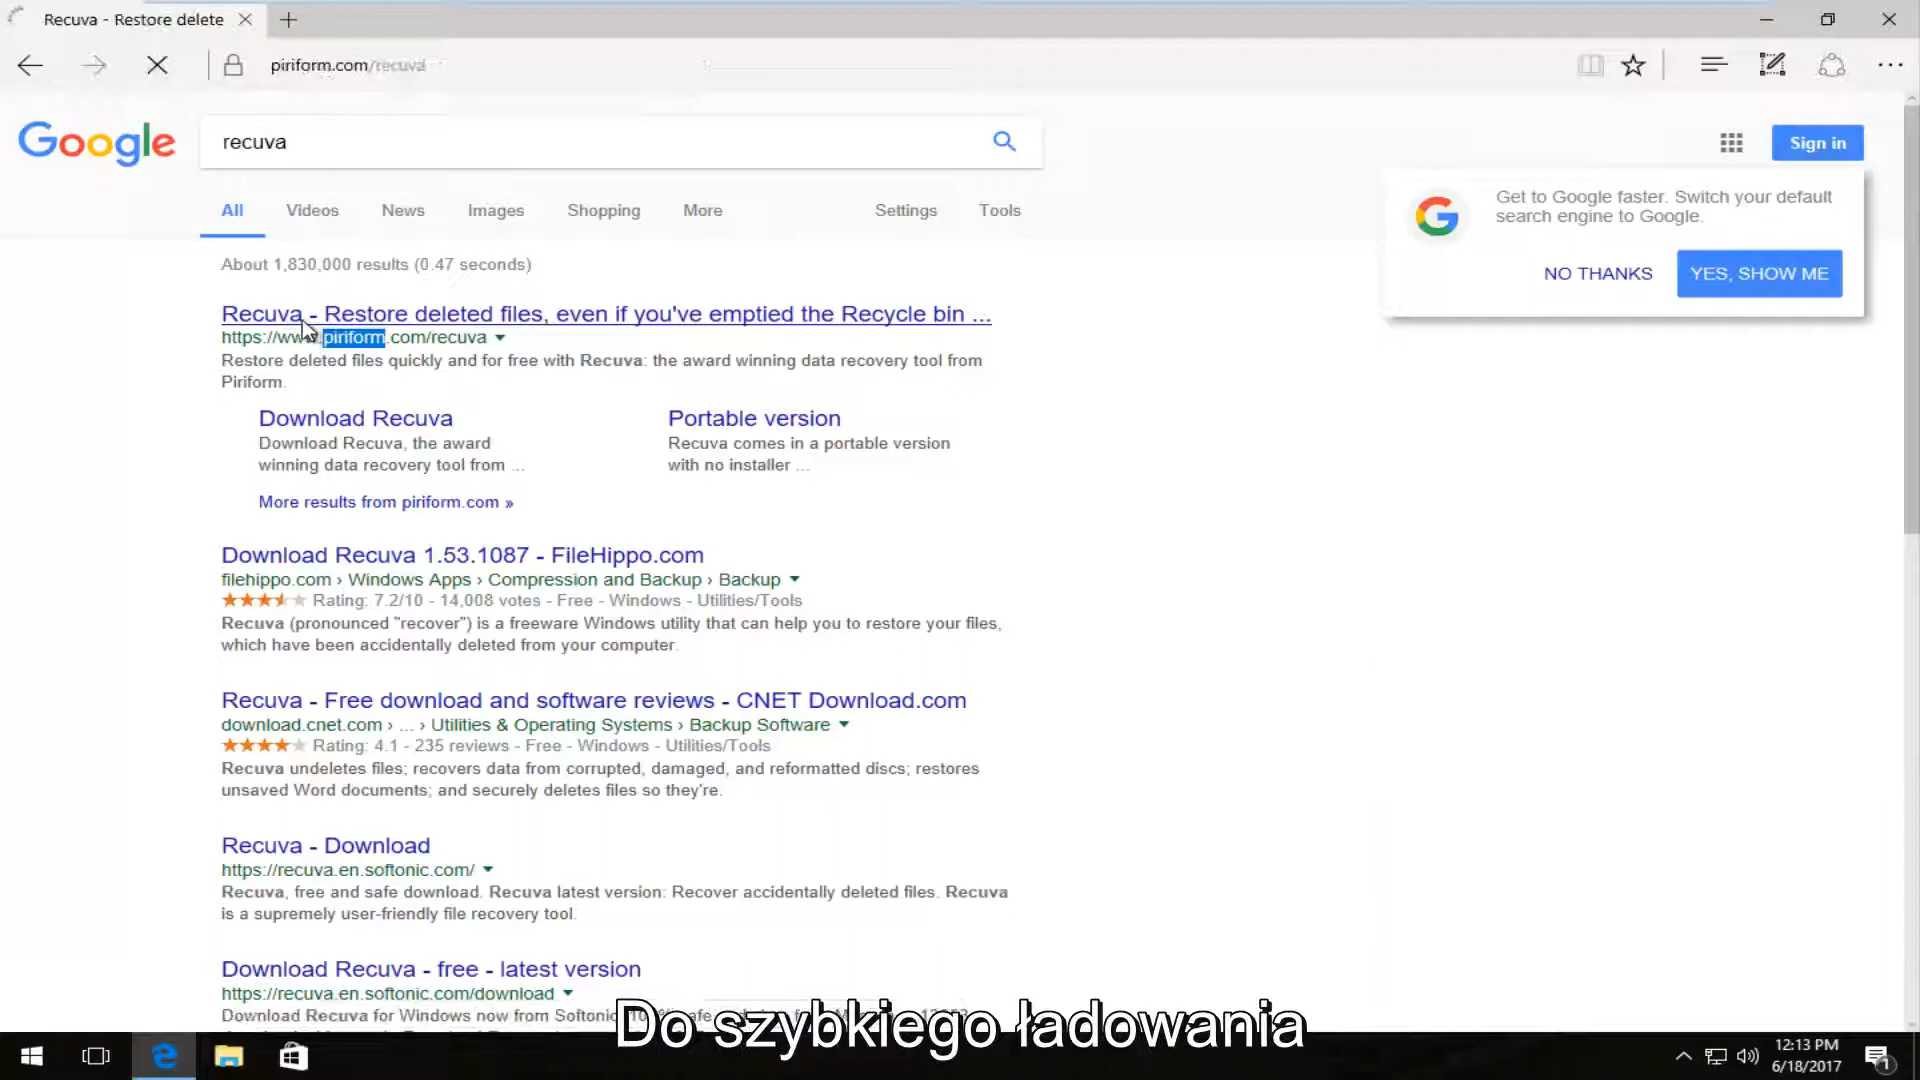 Recuva - Restore delete
piriform.com/recuva
Google
recuva
Sign in
All Videos News Images Shopping More Settings Tools
Get to Google faster. Switch your default
search engine to Google.
NO THANKS YES, SHOW ME
About 1,830,000 results (0.47 seconds)
Recuva - Restore deleted files, even if you've emptied the Recycle bin ...
https://www.piriform.com/recuva
Restore deleted files quickly and for free with Recuva: the award winning data recovery tool from
Piriform.
Download Recuva Portable version
Download Recuva, the award Recuva comes in a portable version
winning data recovery tool from ... with no installer ...
More results from piriform.com »
Download Recuva 1.53.1087 - FileHippo.com
filehippo.com › Windows Apps › Compression and Backup › Backup
Rating: 7.2/10 - 14,008 votes - Free - Windows - Utilities/Tools
Recuva (pronounced "recover") is a freeware Windows utility that can help you to restore your files,
which have been accidentally deleted from your computer.
Recuva - Free download and software reviews - CNET Download.com
download.cnet.com › ... › Utilities & Operating Systems › Backup Software
Rating: 4.1 - 235 reviews - Free - Windows - Utilities/Tools
Recuva undeletes files; recovers data from corrupted, damaged, and reformatted discs; restores
unsaved Word documents; and securely deletes files so they're.
Recuva - Download
https://recuva.en.softonic.com/
Recuva, free and safe download. Recuva latest version: Recover accidentally deleted files. Recuva
is a supremely user-friendly file recovery tool.
Download Recuva - free - latest version
https://recuva.en.softonic.com/download
Download Recuva for Windows now from Softonic
Do szybkiego ładowania
12:13 PM
6/18/2017
1